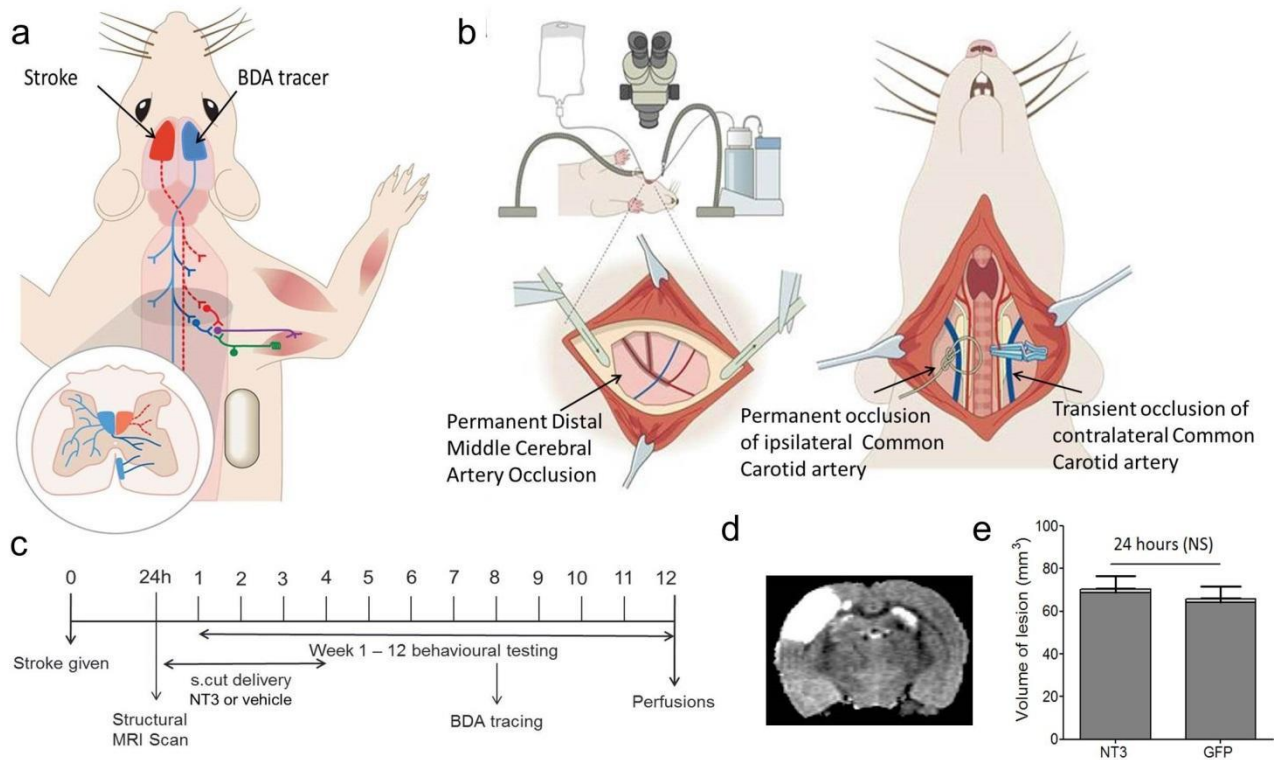 a
Stroke
BDA tracer
b
Permanent Distal
Middle Cerebral
Artery Occlusion
Permanent occlusion
of ipsilateral Common
Carotid artery
Transient occlusion of
contralateral Common
Carotid artery
c
0 24h 1 2 3 4 5 6 7 8 9 10 11 12
Stroke given
Week 1 – 12 behavioural testing
s.cut delivery
NT3 or vehicle
Structural
MRI Scan
BDA tracing
Perfusions
d
e
Volume of lesion (mm³)
100
80
60
40
20
0
24 hours (NS)
NT3
GFP